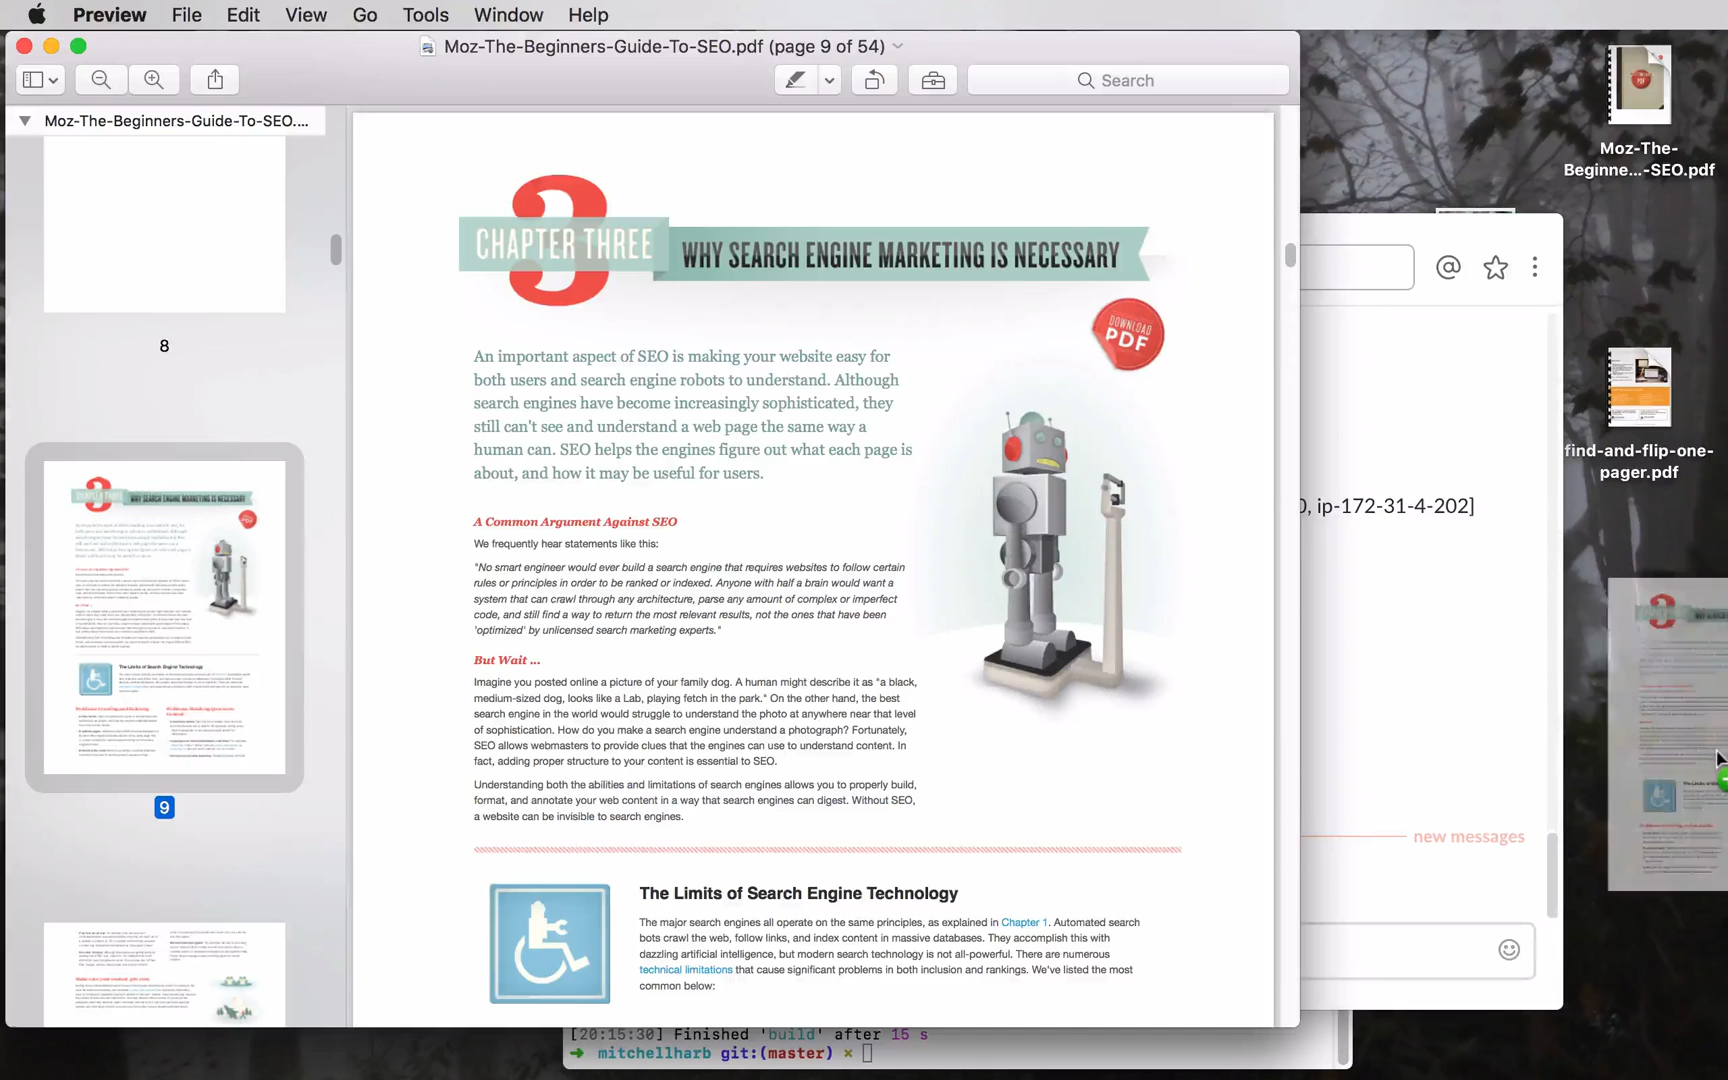 Preview File Edit View Go Tools Window Help
Moz-The-Beginners-Guide-To-SEO.pdf (page 9 of 54)
Search
Moz-The-Beginners-Guide-To-SEO....
8
9
3
CHAPTER THREE
WHY SEARCH ENGINE MARKETING IS NECESSARY
DOWNLOAD
PDF
An important aspect of SEO is making your website easy for
both users and search engine robots to understand. Although
search engines have become increasingly sophisticated, they
still can't see and understand a web page the same way a
human can. SEO helps the engines figure out what each page is
about, and how it may be useful for users.
A Common Argument Against SEO
We frequently hear statements like this:
"No smart engineer would ever build a search engine that requires websites to follow certain
rules or principles in order to be ranked or indexed. Anyone with half a brain would want a
system that can crawl through any architecture, parse any amount of complex or imperfect
code, and still find a way to return the most relevant results, not the ones that have been
'optimized' by unlicensed search marketing experts."
But Wait ...
Imagine you posted online a picture of your family dog. A human might describe it as "a black,
medium-sized dog, looks like a Lab, playing fetch in the park." On the other hand, the best
search engine in the world would struggle to understand the photo at anywhere near that level
of sophistication. How do you make a search engine understand a photograph? Fortunately,
SEO allows webmasters to provide clues that the engines can use to understand content. In
fact, adding proper structure to your content is essential to SEO.
Understanding both the abilities and limitations of search engines allows you to properly build,
format, and annotate your web content in a way that search engines can digest. Without SEO,
a website can be invisible to search engines.
The Limits of Search Engine Technology
The major search engines all operate on the same principles, as explained in Chapter 1. Automated search
bots crawl the web, follow links, and index content in massive databases. They accomplish this with
dazzling artificial intelligence, but modern search technology is not all-powerful. There are numerous
technical limitations that cause significant problems in both inclusion and rankings. We've listed the most
common below:
Moz-The-
Beginne...-SEO.pdf
find-and-flip-one-
pager.pdf
0, ip-172-31-4-202]
new messages
[20:15:30] Finished 'build' after 15 s
➜ mitchellharb git:(master) ×